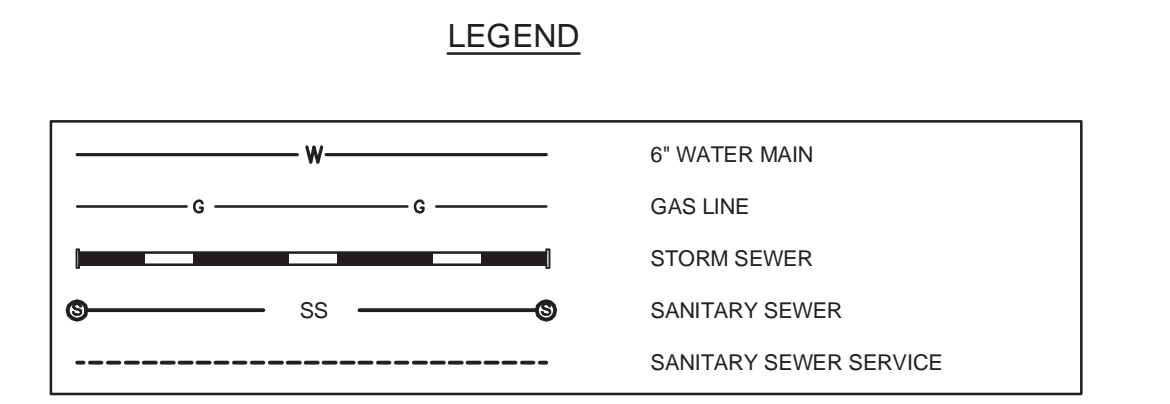 LEGEND
W 6" WATER MAIN
G G GAS LINE
STORM SEWER
S SS S SANITARY SEWER
SANITARY SEWER SERVICE